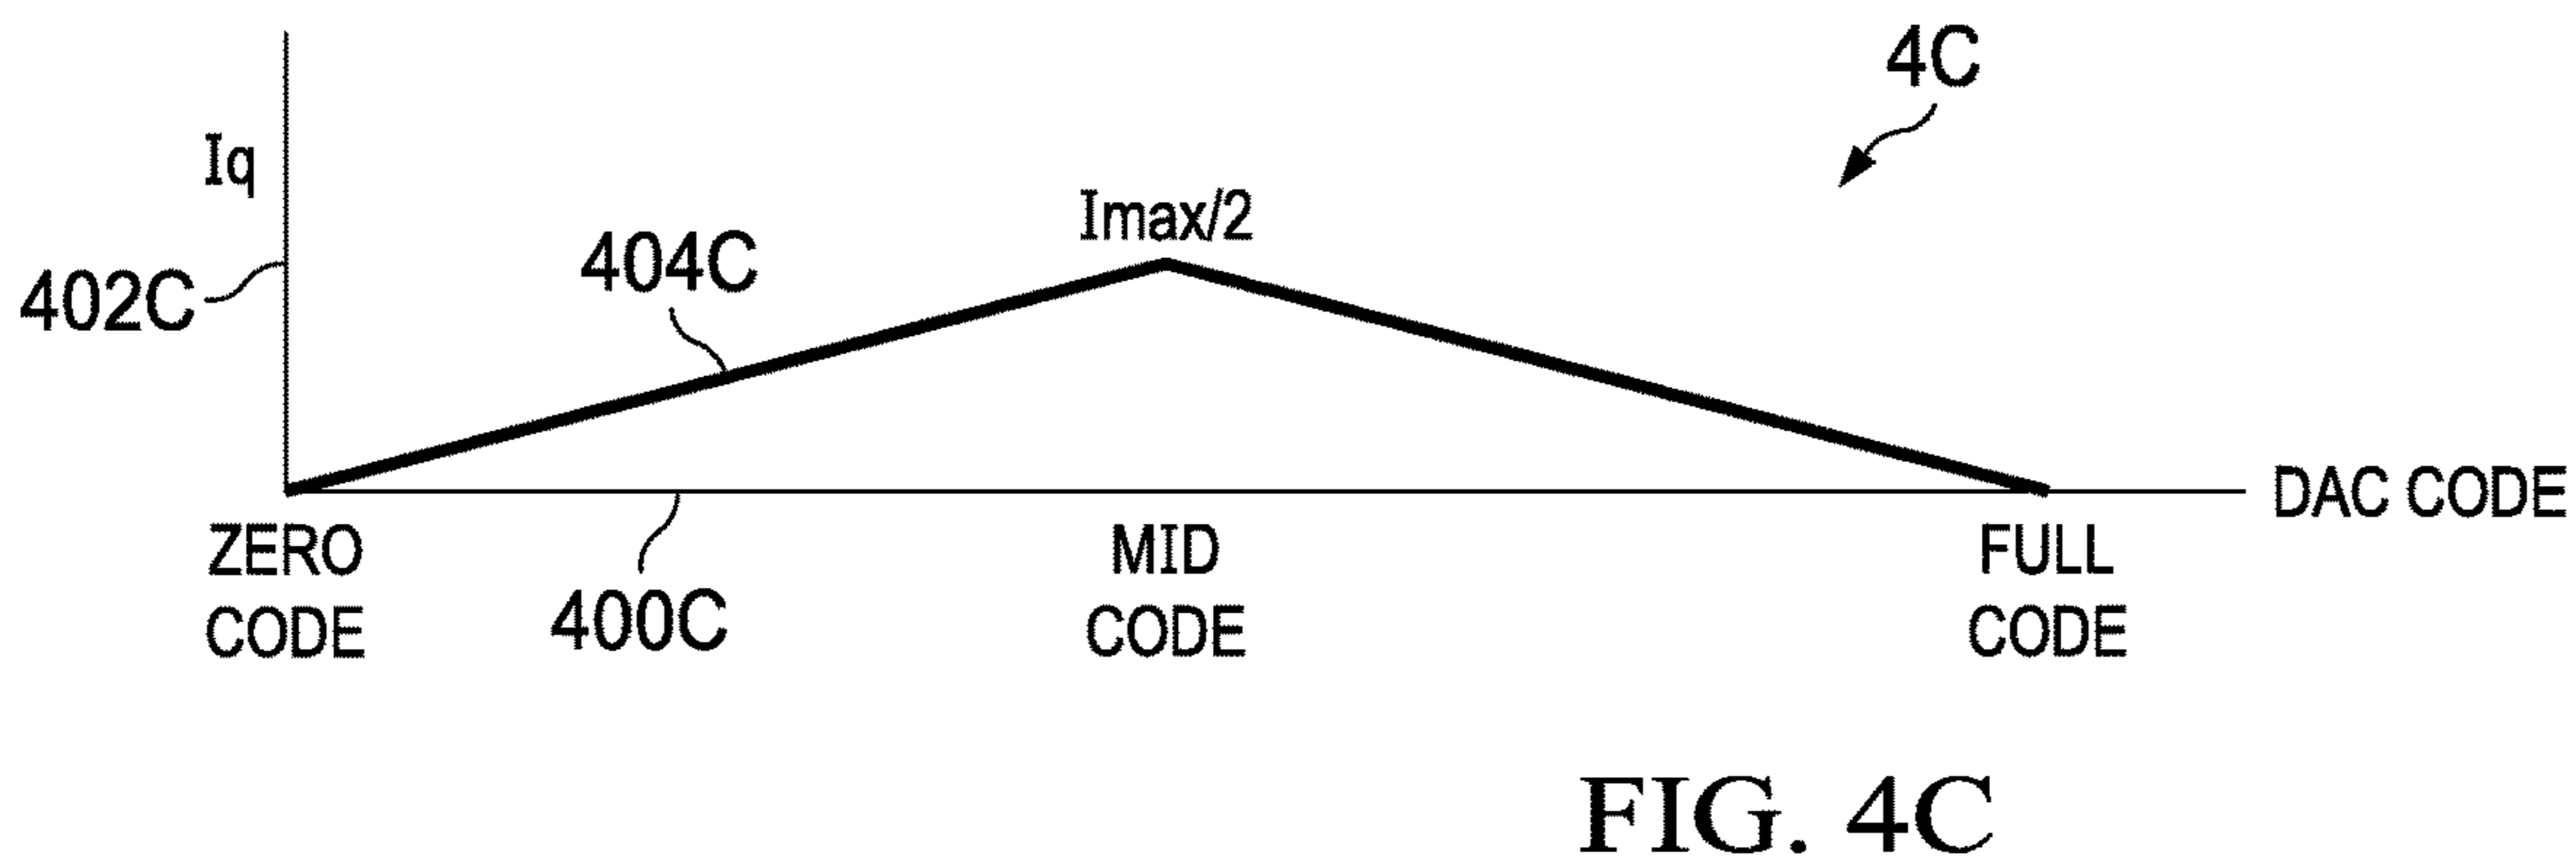 4C
Iq
Imax/2
404C
402C
DAC CODE
ZERO
CODE
MID
CODE
FULL
CODE
400C
FIG. 4C